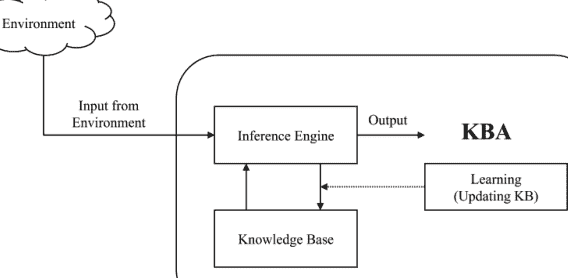 Environment
Input from
Environment
Inference Engine
Output
KBA
Learning
(Updating KB)
Knowledge Base